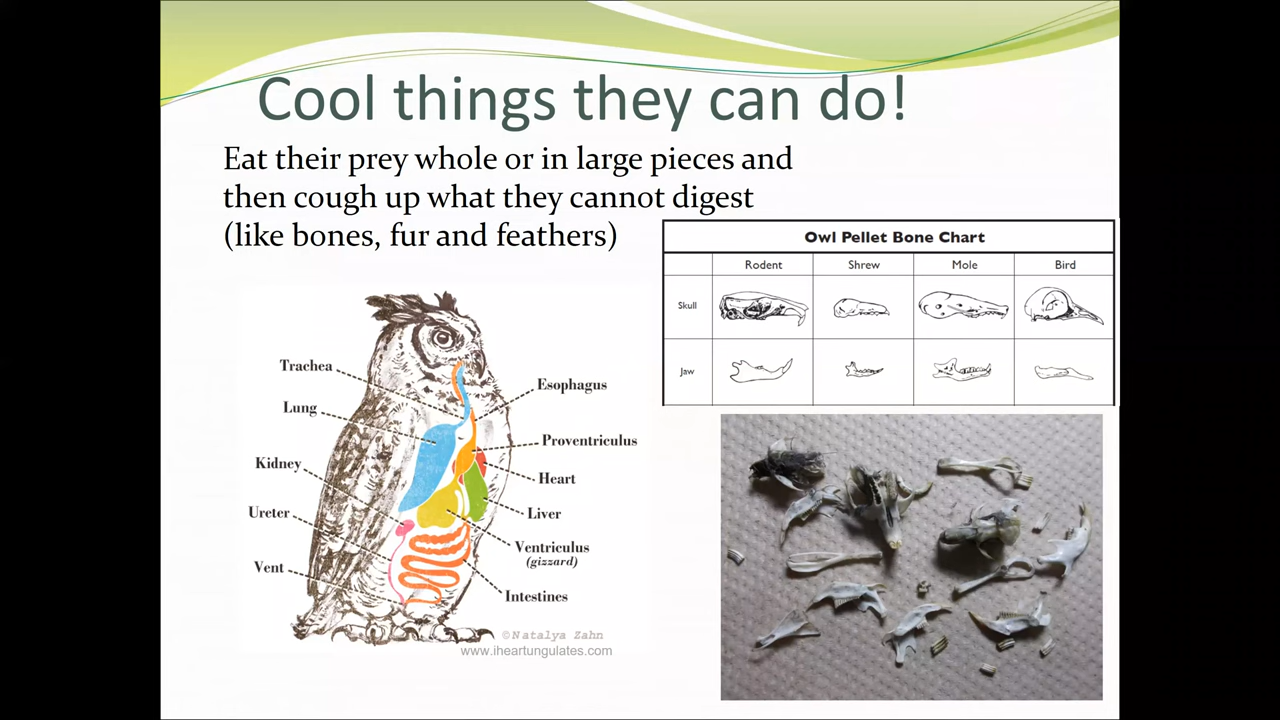 Cool things they can do!
Eat their prey whole or in large pieces and
then cough up what they cannot digest
(like bones, fur and feathers)
Owl Pellet Bone Chart
Rodent Shrew Mole Bird
Skull
Jaw
Trachea
Lung
Kidney
Ureter
Vent
Esophagus
Proventriculus
Heart
Liver
Ventriculus
(gizzard)
Intestines
©Natalya Zahn
www.iheartungulates.com